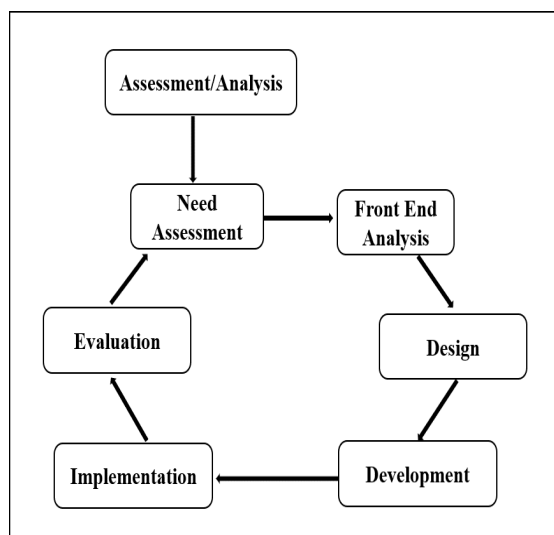 Assessment/Analysis
Need
Assessment
Front End
Analysis
Evaluation
Design
Implementation
Development